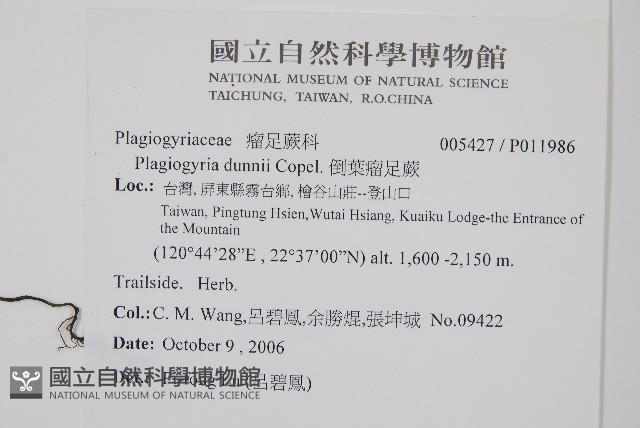 國立自然科學博物館
NATIONAL MUSEUM OF NATURAL SCIENCE
TAICHUNG, TAIWAN, R.O.CHINA
Plagiogyriaceae 瘤足蕨科 005427 / P011986
Plagiogyria dunnii Copel. 倒葉瘤足蕨
Loc.: 台灣, 屏東縣霧台鄉, 檜谷山莊--登山口
Taiwan, Pingtung Hsien,Wutai Hsiang, Kuaiku Lodge-the Entrance of
the Mountain
(120°44'28”E , 22°37'00”N) alt. 1,600 -2,150 m.
Trailside. Herb.
Col.:C. M. Wang,呂碧鳳,余勝焜,張坤城 No.09422
Date: October 9 , 2006
(呂碧鳳)
國立自然科學博物館
NATIONAL MUSEUM OF NATURAL SCIENCE